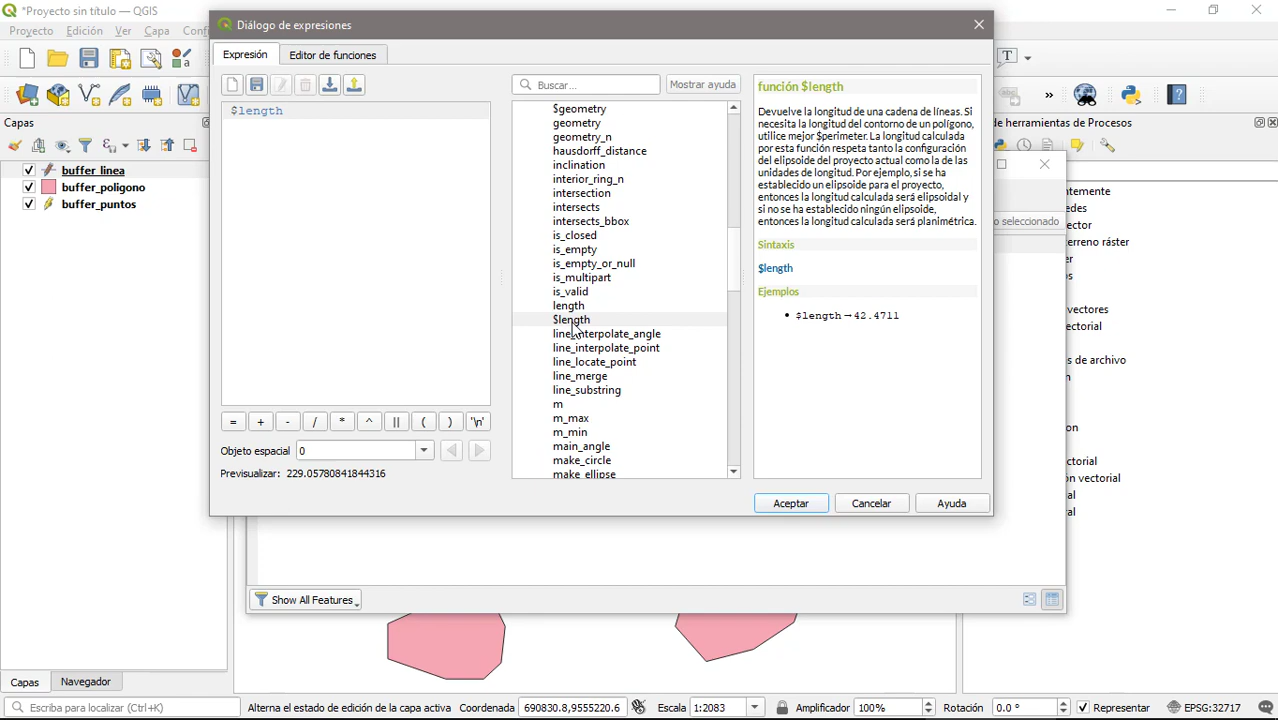 *Proyecto sin título — QGIS
Proyecto Edición Ver Capa
Diálogo de expresiones
Expresión Editor de funciones
Buscar... Mostrar ayuda
$length
$geometry
geometry
geometry_n
hausdorff_distance
inclination
interior_ring_n
intersection
intersects
intersects_bbox
is_closed
is_empty
is_empty_or_null
is_multipart
is_valid
length
$length
line_interpolate_angle
line_interpolate_point
line_locate_point
line_merge
line_substring
m
m_max
m_min
main_angle
make_circle
make_ellipse
función $length
Devuelve la longitud de una cadena de líneas. Si
necesita la longitud del contorno de un polígono,
utilice mejor $perimeter. La longitud calculada
por esta función respeta tanto la configuración
del elipsoide del proyecto actual como la de las
unidades de longitud. Por ejemplo, si se ha
establecido un elipsoide para el proyecto,
entonces la longitud calculada será elipsoidal y
si no se ha establecido ningún elipsoide,
entonces la longitud calculada será planimétrica.
Sintaxis
$length
Ejemplos
• $length→42.4711
= + - / * ^ || ( ) '\n'
Objeto espacial 0
Previsualizar: 229.05780841844316
Aceptar Cancelar Ayuda
Capas
buffer_linea
buffer_poligono
buffer_puntos
de herramientas de Procesos
o seleccionado
Show All Features
Capas Navegador
Escriba para localizar (Ctrl+K) Alterna el estado de edición de la capa activa Coordenada 690830.8,9555220.6 Escala 1:2083 Amplificador 100% Rotación 0.0 ° Representar EPSG:32717